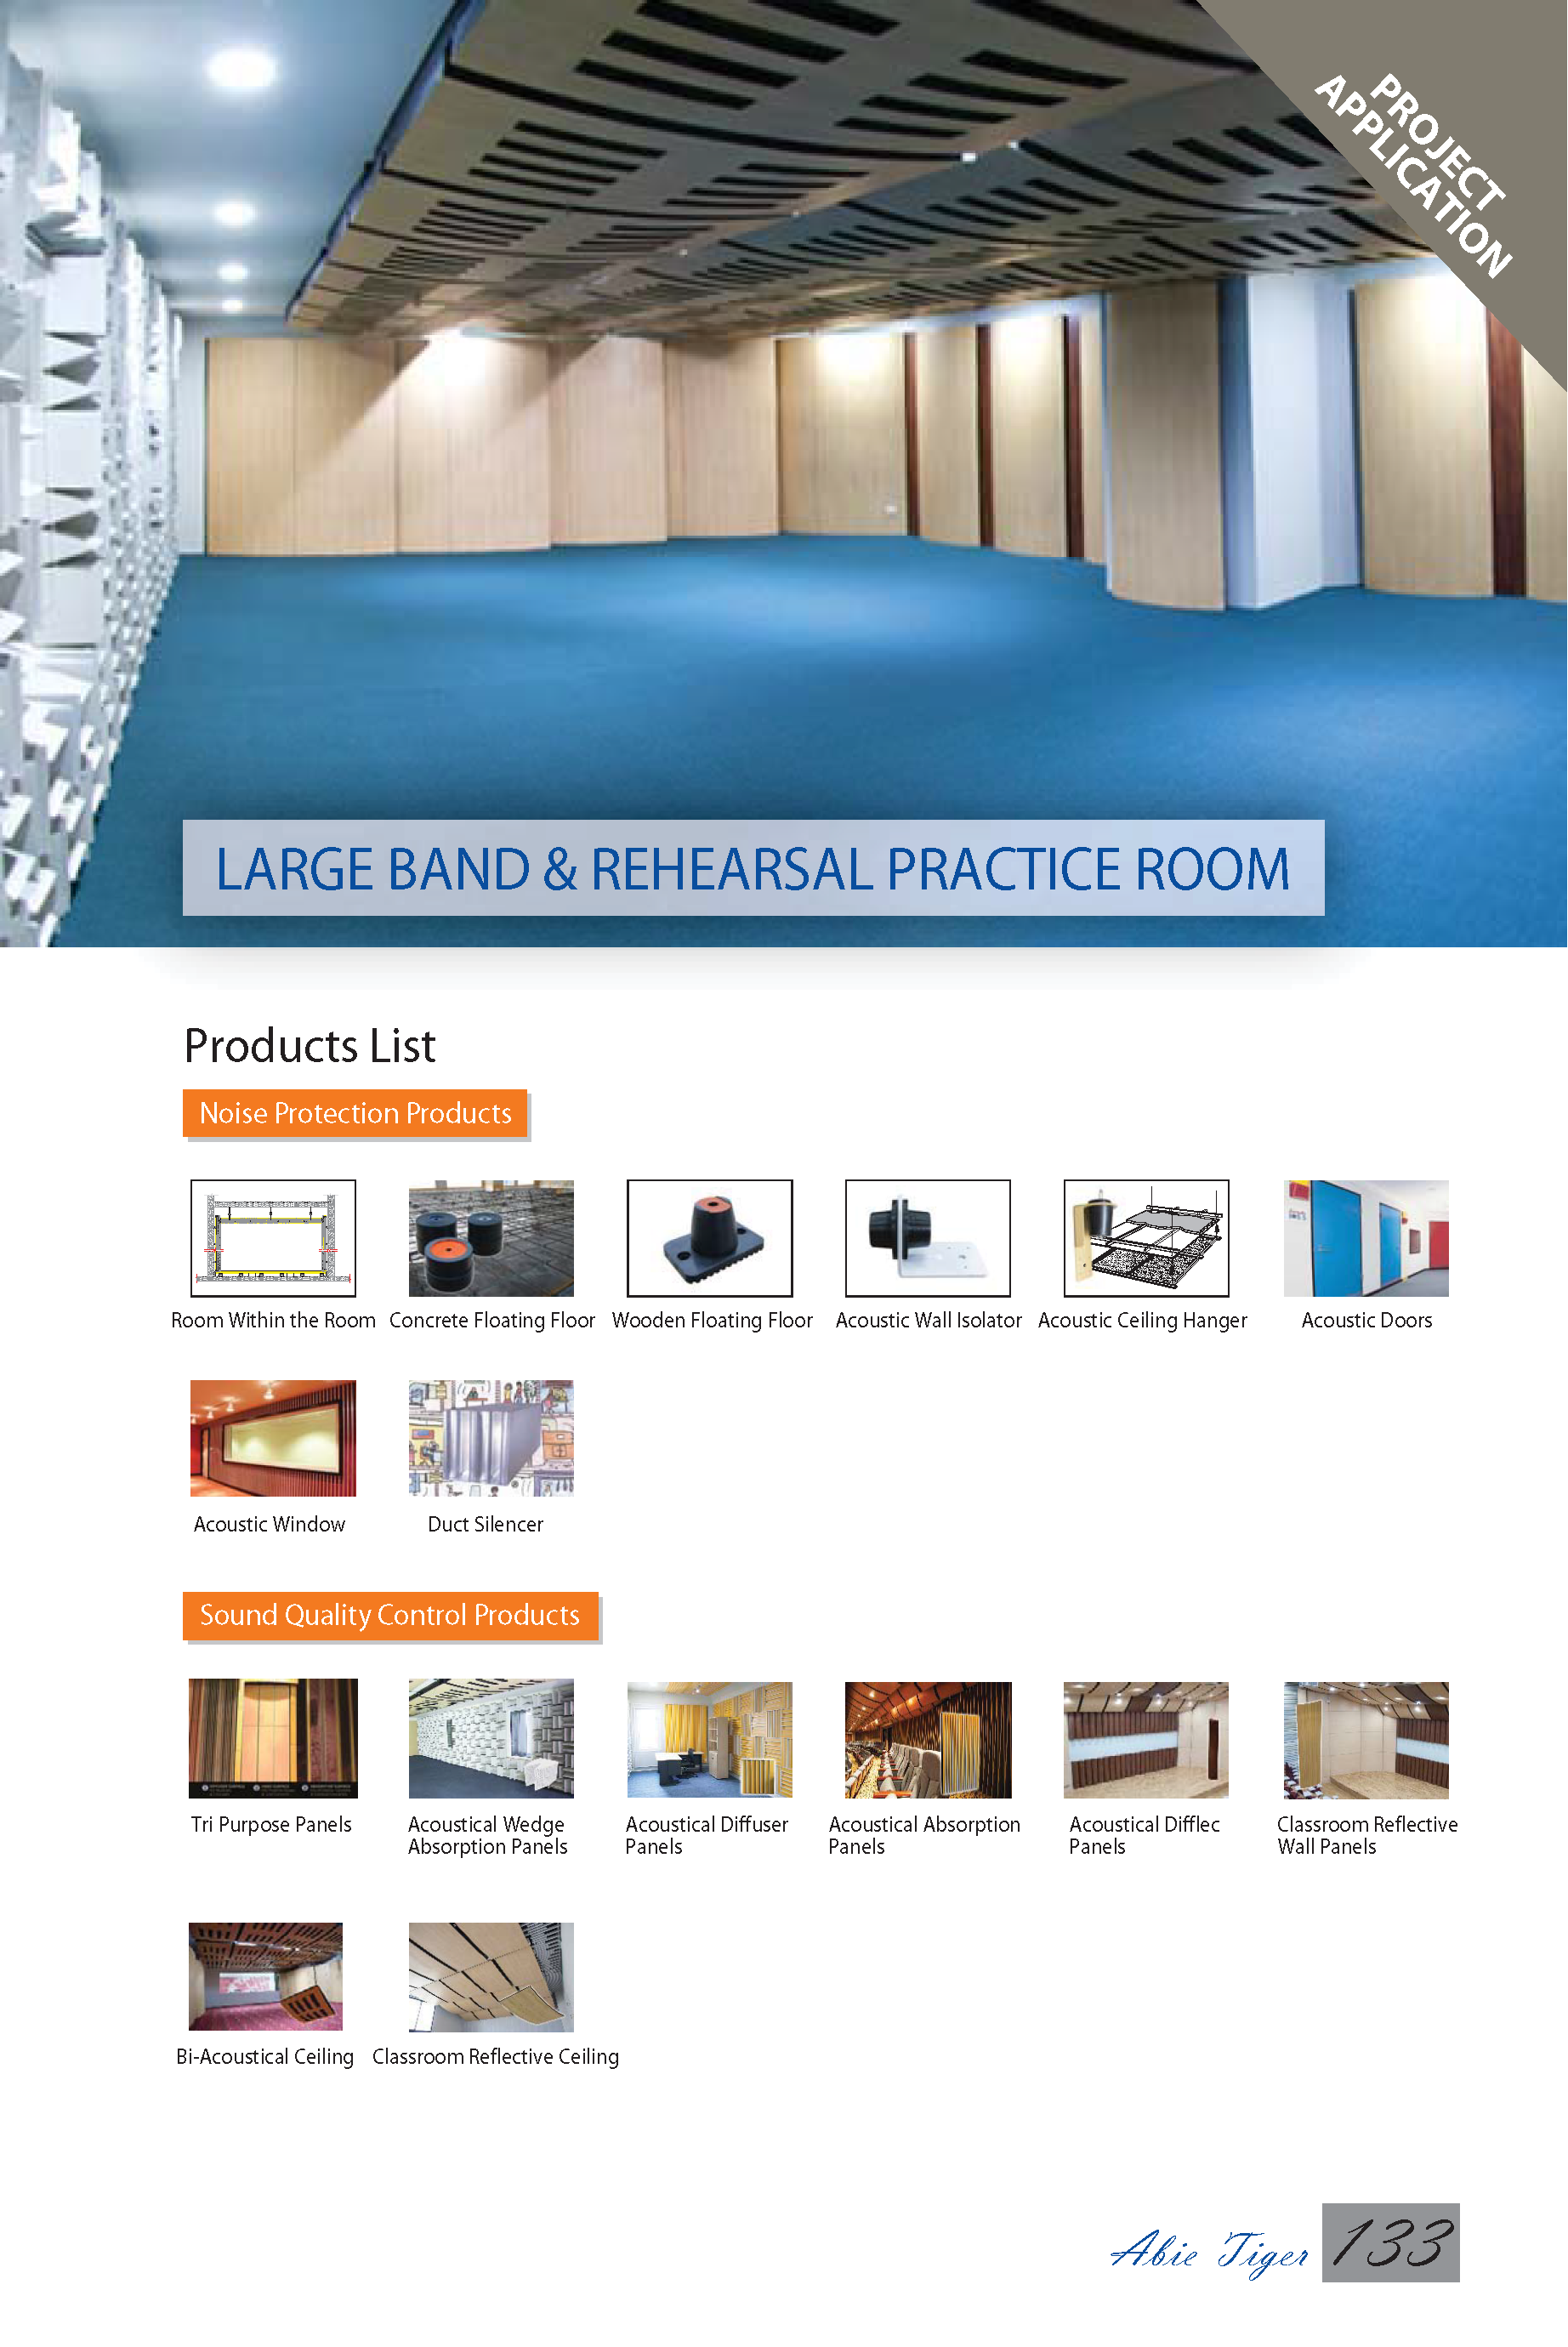 PROJECT
APPLICATION
LARGE BAND & REHEARSAL PRACTICE ROOM
Products List
Noise Protection Products
Room Within the Room
Concrete Floating Floor
Wooden Floating Floor
Acoustic Wall Isolator
Acoustic Ceiling Hanger
Acoustic Doors
Acoustic Window
Duct Silencer
Sound Quality Control Products
Tri Purpose Panels
Acoustical Wedge
Absorption Panels
Acoustical Diffuser
Panels
Acoustical Absorption
Panels
Acoustical Difflec
Panels
Classroom Reflective
Wall Panels
Bi-Acoustical Ceiling
Classroom Reflective Ceiling
Abie Tiger 133